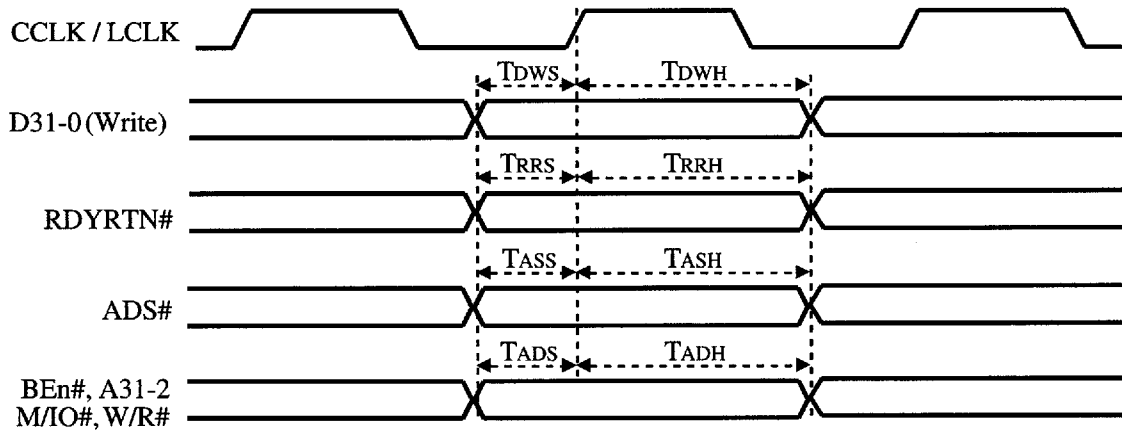 CCLK / LCLK
TDWS TDWH
D31-0 (Write)
TRRS TRRH
RDYRTN#
TASS TASH
ADS#
TADS TADH
BEn#, A31-2
M/IO#, W/R#